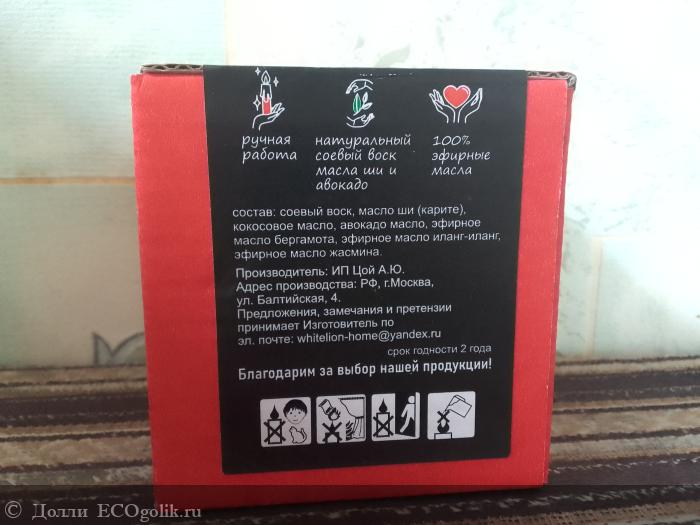 ручная
работа
натуральный
соевый воск
масла ши и
авокадо
100%
эфирные
масла
состав: соевый воск, масло ши (карите),
кокосовое масло, авокадо масло, эфирное
масло бергамота, эфирное масло иланг-иланг,
эфирное масло жасмина.
Производитель: ИП Цой А.Ю.
Адрес производства: РФ, г.Москва,
ул. Балтийская, 4.
Предложения, замечания и претензии
принимает Изготовитель по
эл. почте: whitelion-home@yandex.ru
срок годности 2 года
Благодарим за выбор нашей продукции!
© Долли ECOgolik.ru